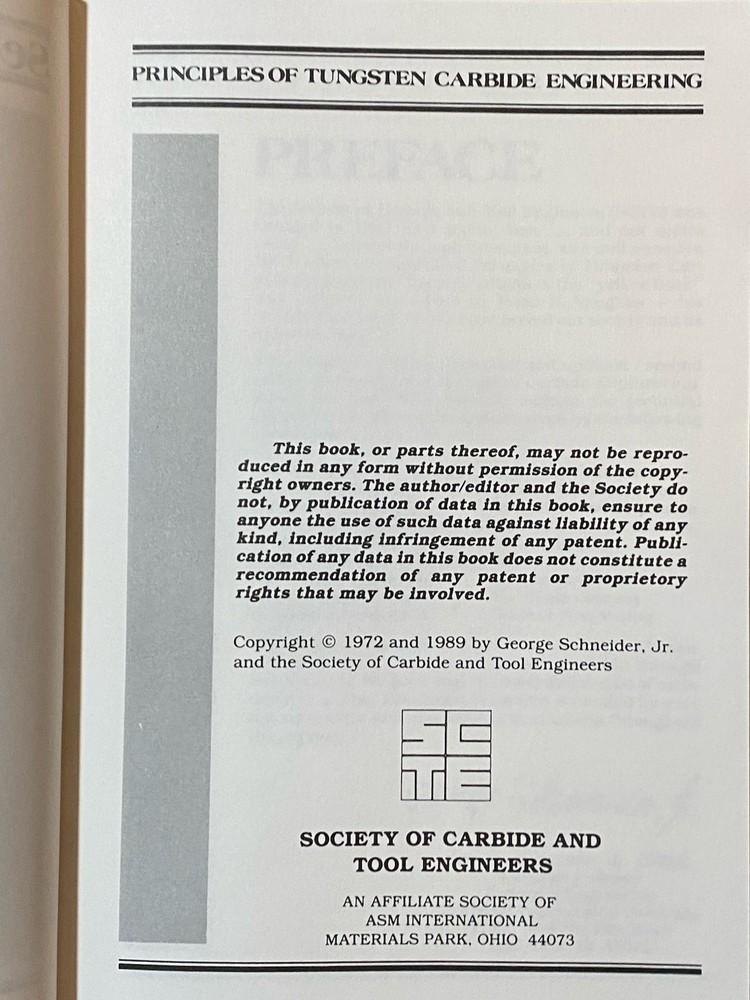 PRINCIPLES OF TUNGSTEN CARBIDE ENGINEERING
PREFACE
This book, or parts thereof, may not be repro-
duced in any form without permission of the copy-
right owners. The author/editor and the Society do
not, by publication of data in this book, ensure to
anyone the use of such data against liability of any
kind, including infringement of any patent. Publi-
cation of any data in this book does not constitute a
recommendation of any patent or proprietory
rights that may be involved.
Copyright © 1972 and 1989 by George Schneider, Jr.
and the Society of Carbide and Tool Engineers
SC
TE
SOCIETY OF CARBIDE AND
TOOL ENGINEERS
AN AFFILIATE SOCIETY OF
ASM INTERNATIONAL
MATERIALS PARK, OHIO 44073